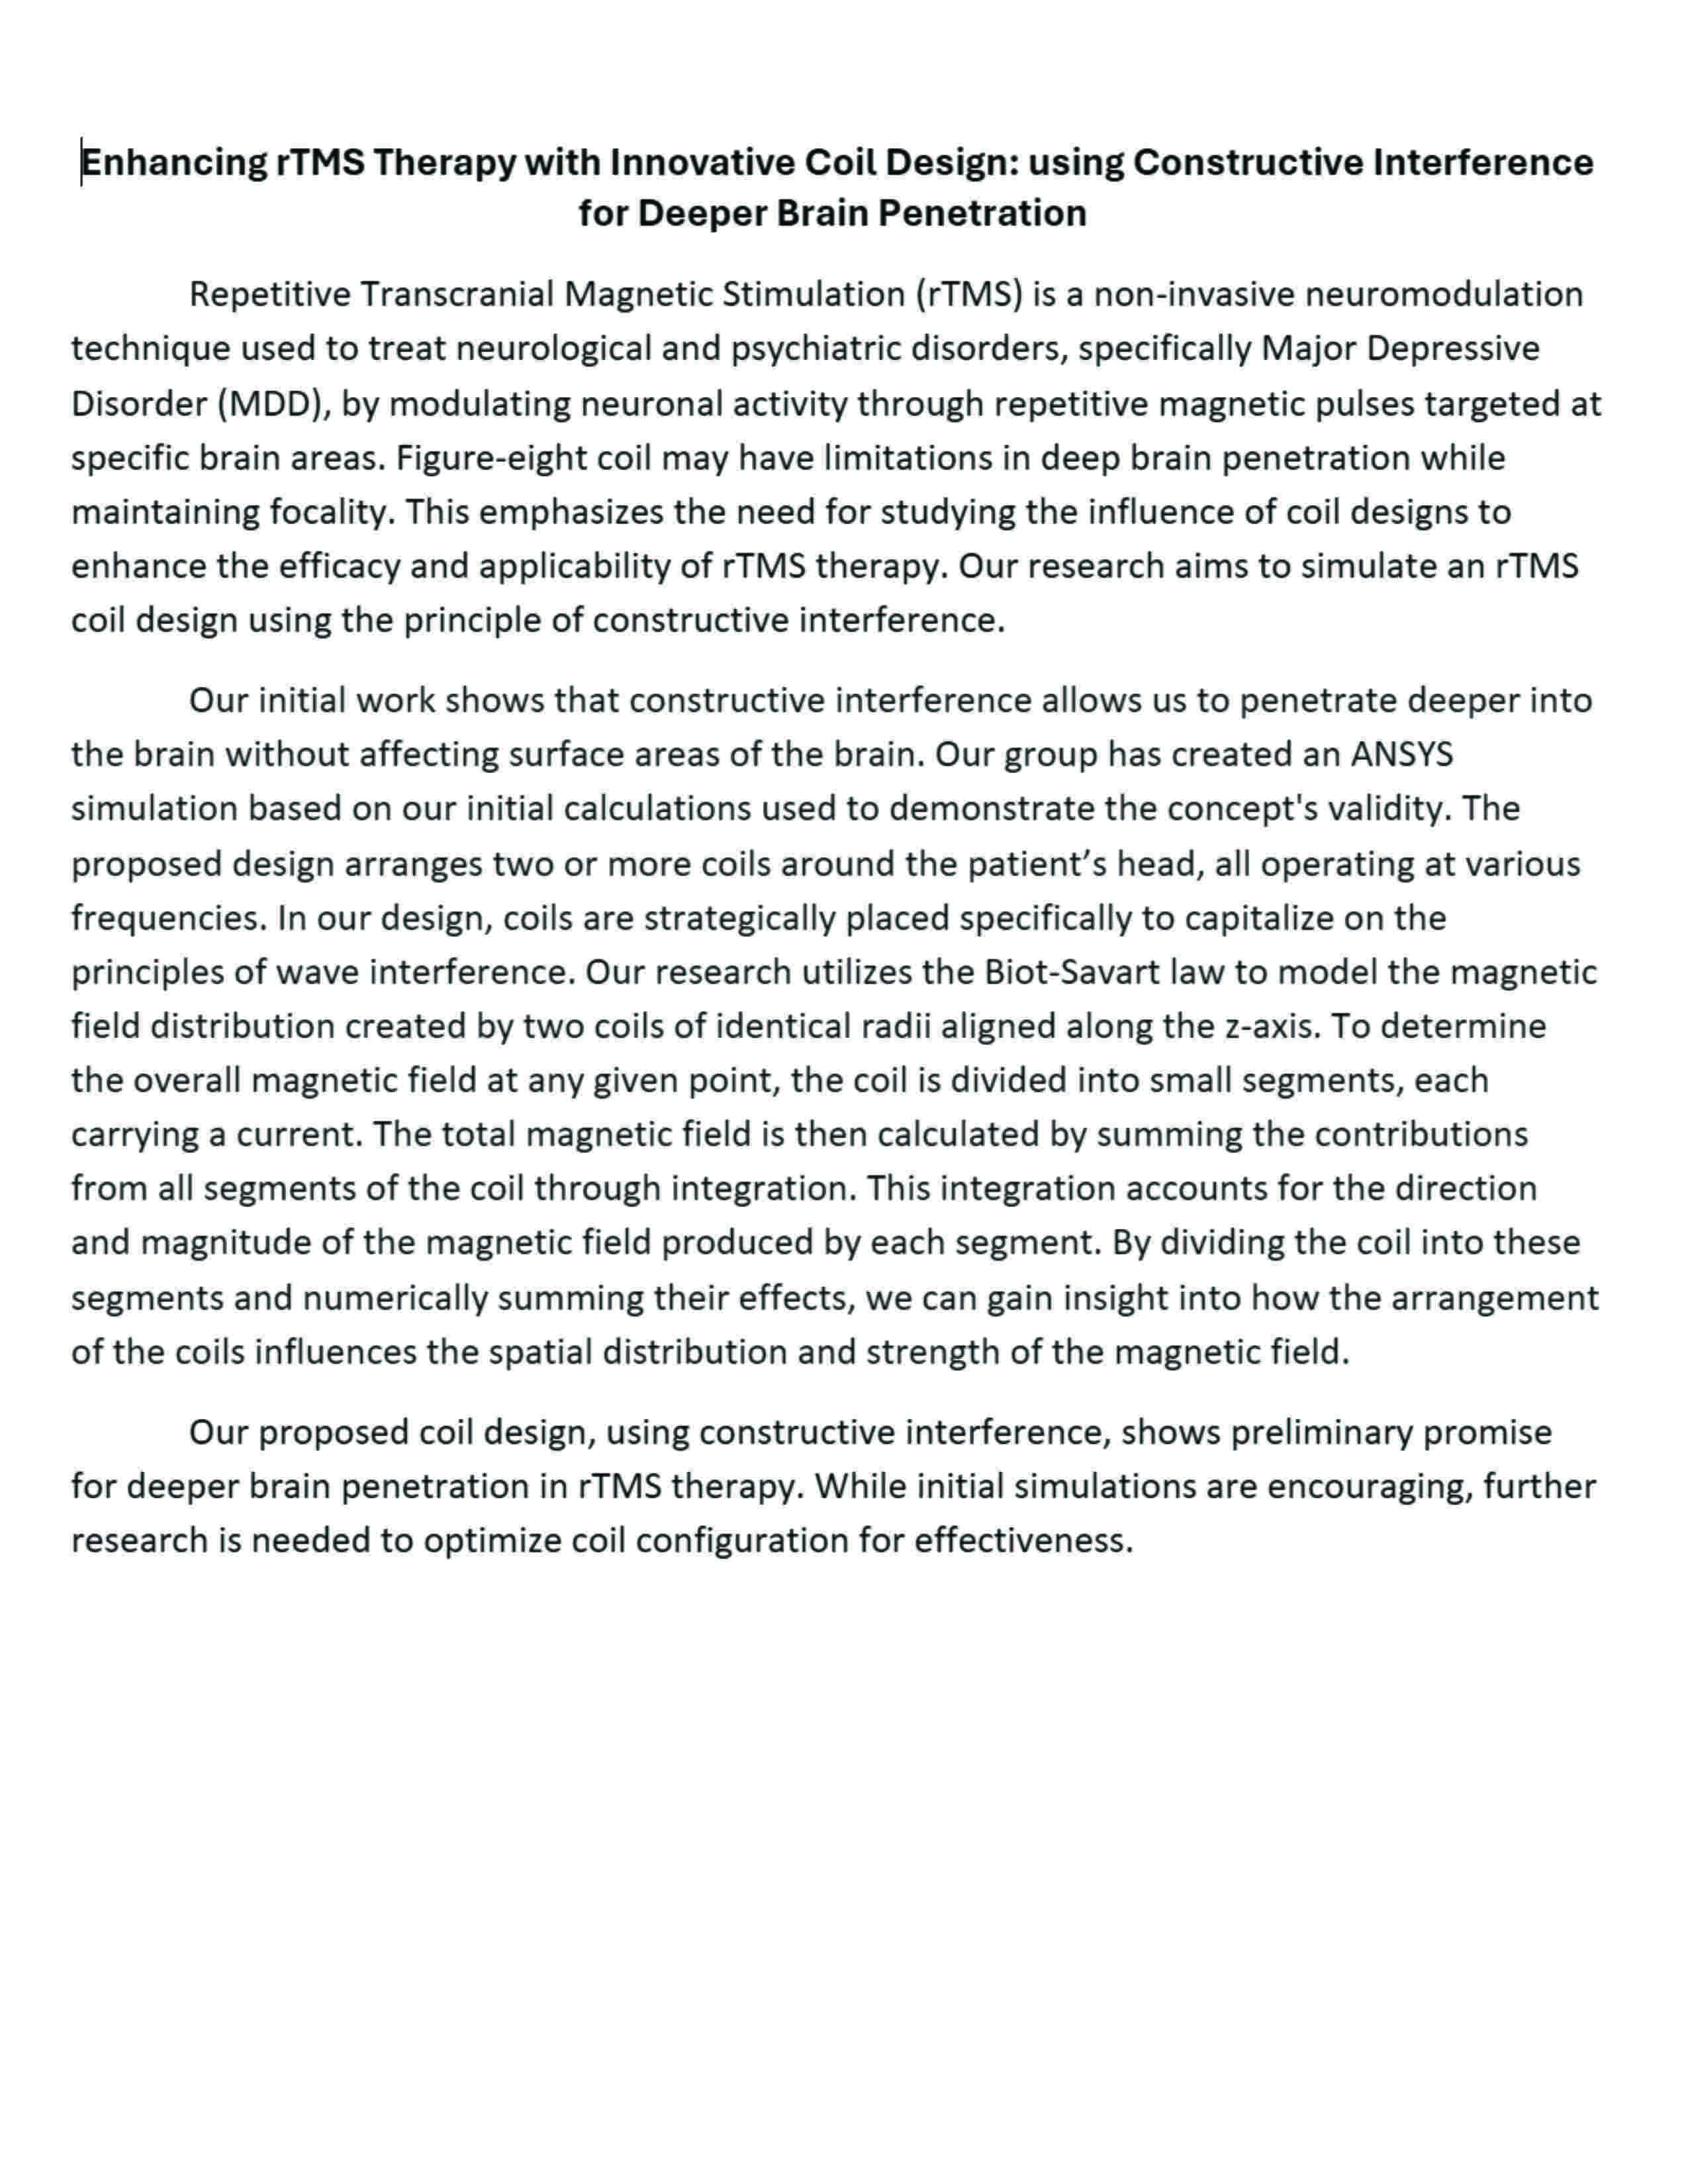 Enhancing rTMS Therapy with Innovative Coil Design: using Constructive Interference
for Deeper Brain Penetration
Repetitive Transcranial Magnetic Stimulation (rTMS) is a non-invasive neuromodulation
technique used to treat neurological and psychiatric disorders, specifically Major Depressive
Disorder (MDD), by modulating neuronal activity through repetitive magnetic pulses targeted at
specific brain areas. Figure-eight coil may have limitations in deep brain penetration while
maintaining focality. This emphasizes the need for studying the influence of coil designs to
enhance the efficacy and applicability of rTMS therapy. Our research aims to simulate an rTMS
coil design using the principle of constructive interference.
Our initial work shows that constructive interference allows us to penetrate deeper into
the brain without affecting surface areas of the brain. Our group has created an ANSYS
simulation based on our initial calculations used to demonstrate the concept's validity. The
proposed design arranges two or more coils around the patient’s head, all operating at various
frequencies. In our design, coils are strategically placed specifically to capitalize on the
principles of wave interference. Our research utilizes the Biot-Savart law to model the magnetic
field distribution created by two coils of identical radii aligned along the z-axis. To determine
the overall magnetic field at any given point, the coil is divided into small segments, each
carrying a current. The total magnetic field is then calculated by summing the contributions
from all segments of the coil through integration. This integration accounts for the direction
and magnitude of the magnetic field produced by each segment. By dividing the coil into these
segments and numerically summing their effects, we can gain insight into how the arrangement
of the coils influences the spatial distribution and strength of the magnetic field.
Our proposed coil design, using constructive interference, shows preliminary promise
for deeper brain penetration in rTMS therapy. While initial simulations are encouraging, further
research is needed to optimize coil configuration for effectiveness.